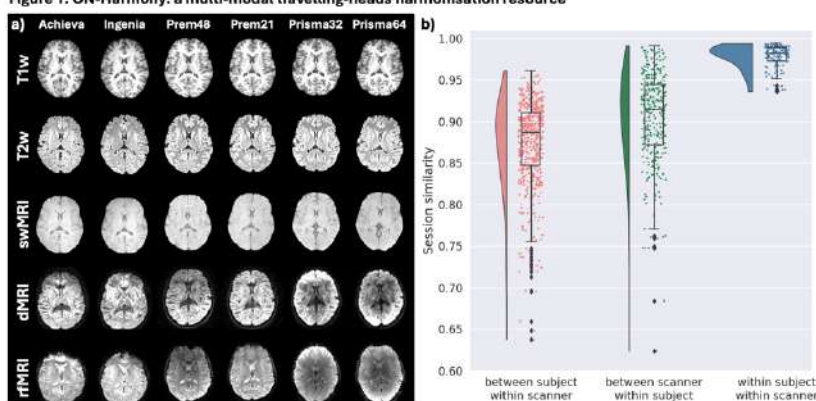 Figure 1: ON-Harmony: a multi-modal travelling-heads harmonisation resource
a) Achieva Ingenia Prem48 Prem21 Prisma32 Prisma64
T1w
T2w
swMRI
dMRI
rfMRI
b)
Session similarity
1.00
0.95
0.90
0.85
0.80
0.75
0.70
0.65
0.60
between subject
within scanner
between scanner
within subject
within subject
within scanner